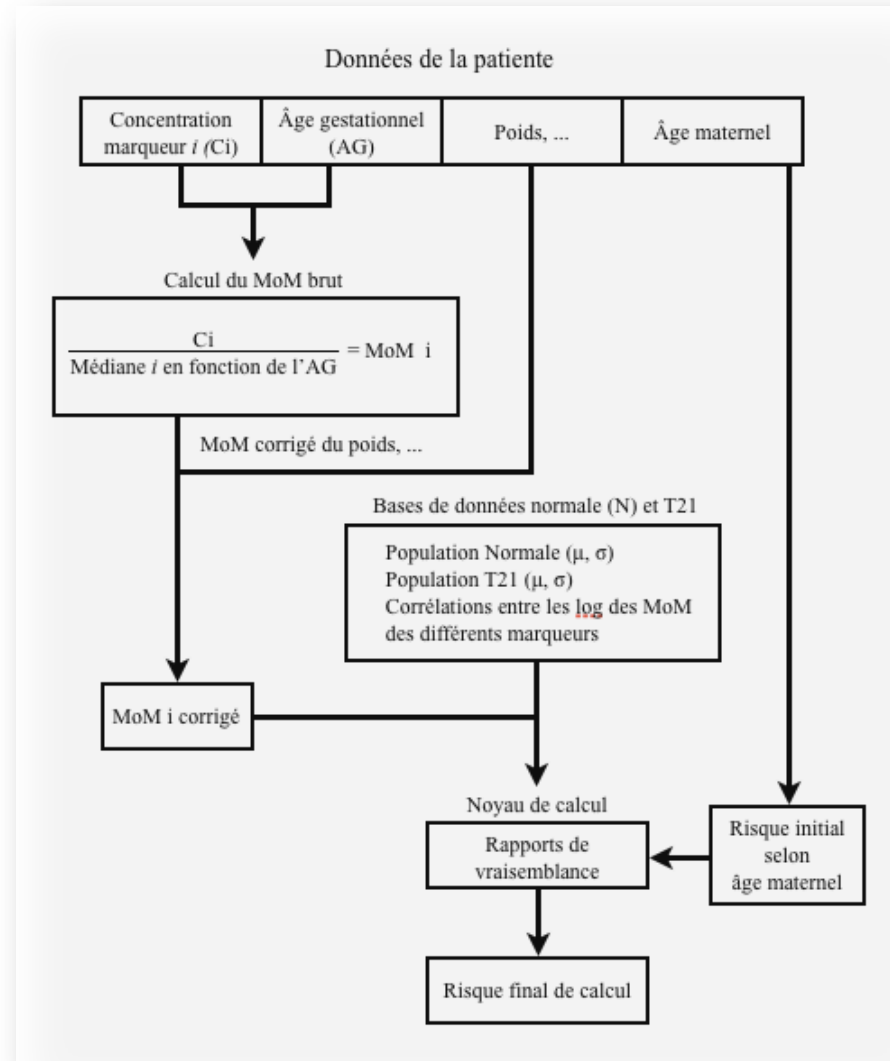 Données de la patiente
Concentration
marqueur i (Ci)
Âge gestationnel
(AG)
Poids, ...
Âge maternel
Calcul du MoM brut
Ci
Médiane i en fonction de l’AG
= MoM i
MoM corrigé du poids, ...
Bases de données normale (N) et T21
Population Normale (μ, σ)
Population T21 (μ, σ)
Corrélations entre les log des MoM
des différents marqueurs
MoM i corrigé
Noyau de calcul
Rapports de
vraisemblance
Risque initial
selon
âge maternel
Risque final de calcul